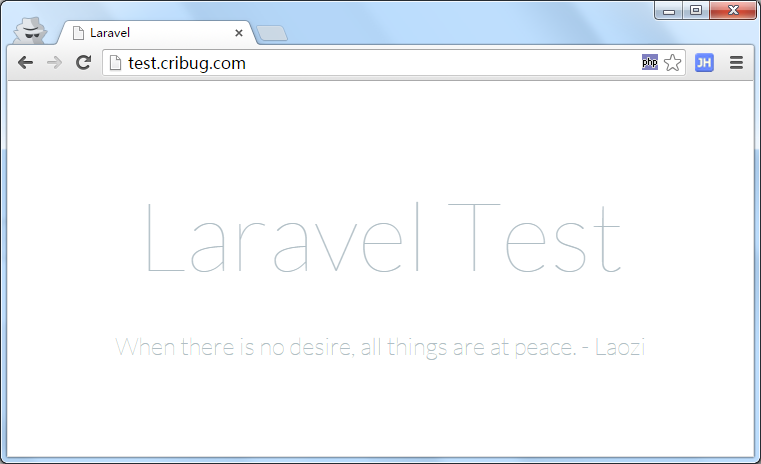 Laravel
test.cribug.com
php
JH
Laravel Test
When there is no desire, all things are at peace. - Laozi